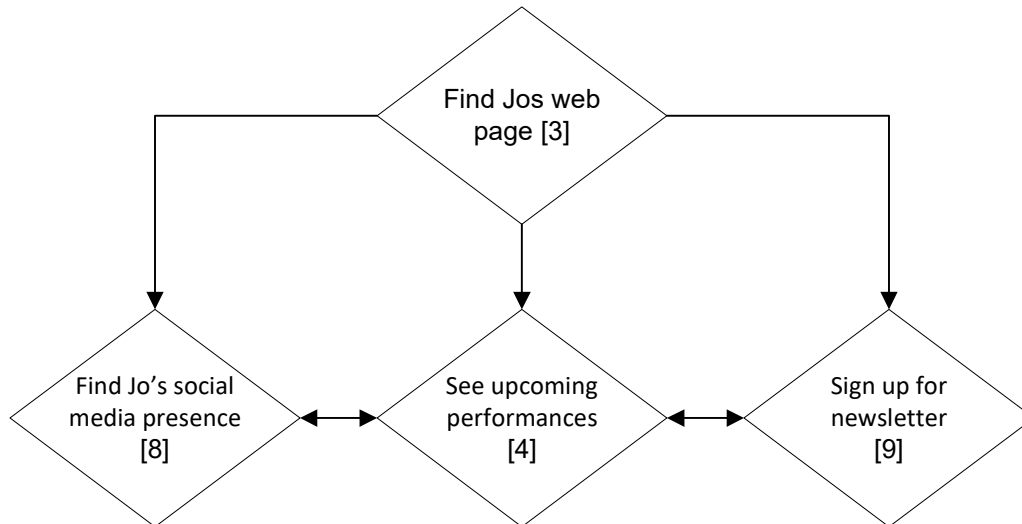 Find Jos web
page [3]
Find Jo’s social
media presence
[8]
See upcoming
performances
[4]
Sign up for
newsletter
[9]